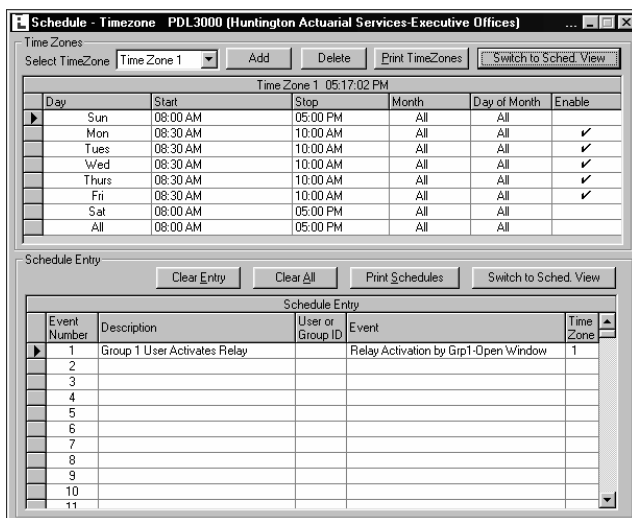 Schedule - Timezone PDL3000 (Huntington Actuarial Services-Executive Offices) ...
Time Zones
Select TimeZone Time Zone 1 Add Delete Print TimeZones Switch to Sched. View
Time Zone 1 05:17:02 PM
Day Start Stop Month Day of Month Enable
Sun 08:00 AM 05:00 PM All All
Mon 08:30 AM 10:00 AM All All ✔
Tues 08:30 AM 10:00 AM All All ✔
Wed 08:30 AM 10:00 AM All All ✔
Thurs 08:30 AM 10:00 AM All All ✔
Fri 08:30 AM 10:00 AM All All ✔
Sat 08:00 AM 05:00 PM All All
All 08:00 AM 05:00 PM All All
Schedule Entry
Clear Entry Clear All Print Schedules Switch to Sched. View
Schedule Entry
Event Number Description User or Group ID Event Time Zone
1 Group 1 User Activates Relay Relay Activation by Grp1-Open Window 1
2
3
4
5
6
7
8
9
10
11